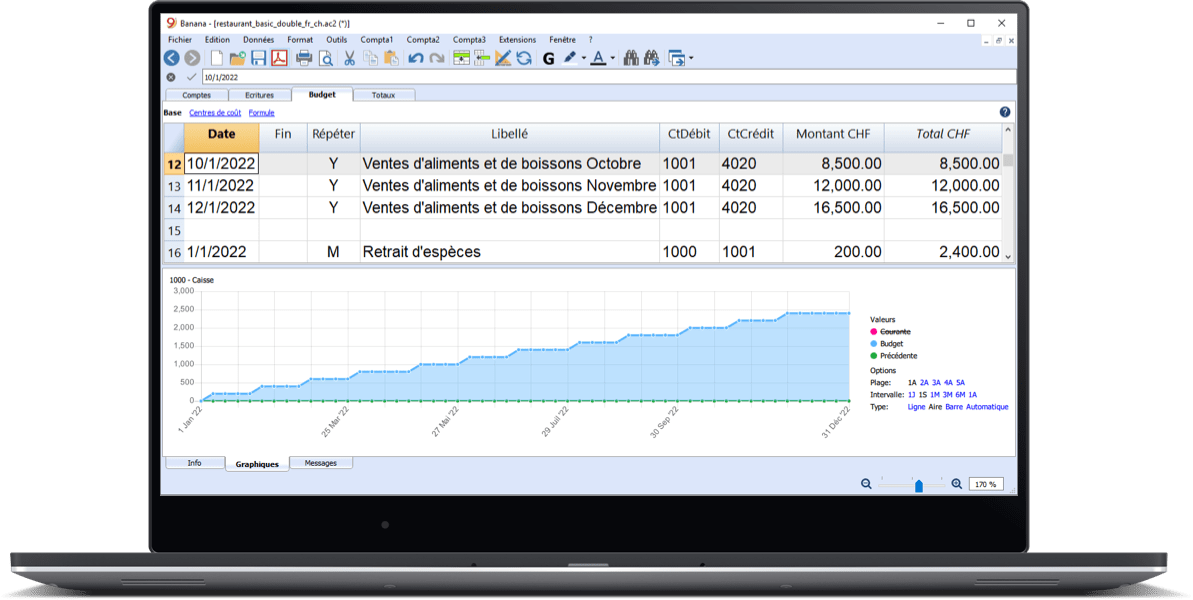 Banana - [restaurant_basic_double_fr_ch.ac2 (*)]
Fichier Edition Données Format Outils Compta1 Compta2 Compta3 Extensions Fenêtre ?
G A
10/1/2022
Comptes Ecritures Budget Totaux
Base Centres de coût Formule
Date Fin Répéter Libellé CtDébit CtCrédit Montant CHF Total CHF
12 10/1/2022 Y Ventes d'aliments et de boissons Octobre 1001 4020 8,500.00 8,500.00
13 11/1/2022 Y Ventes d'aliments et de boissons Novembre 1001 4020 12,000.00 12,000.00
14 12/1/2022 Y Ventes d'aliments et de boissons Décembre 1001 4020 16,500.00 16,500.00
15
16 1/1/2022 M Retrait d'espèces 1000 1001 200.00 2,400.00
1000 - Caisse
3,000
2,500
2,000
1,500
1,000
500
0
1 Jan '22 25 Mar '22 27 Mai '22 29 Juil '22 30 Sep '22 31 Déc '22
Valeurs
Courante
Budget
Précédente
Options
Plage: 1A 2A 3A 4A 5A
Intervalle: 1J 1S 1M 3M 6M 1A
Type: Ligne Aire Barre Automatique
Info Graphiques Messages
170 %